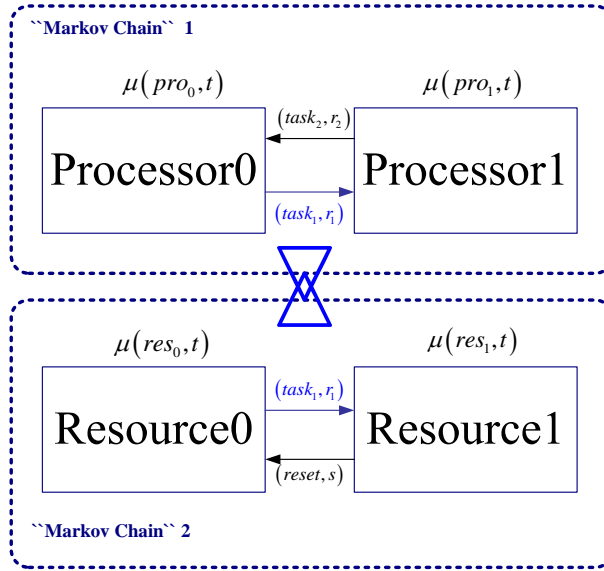 ``Markov Chain`` 1
μ(pro₀,t) μ(pro₁,t)
(task₂,r₂)
Processor0 Processor1
(task₁,r₁)
μ(res₀,t) μ(res₁,t)
(task₁,r₁)
Resource0 Resource1
(reset,s)
``Markov Chain`` 2